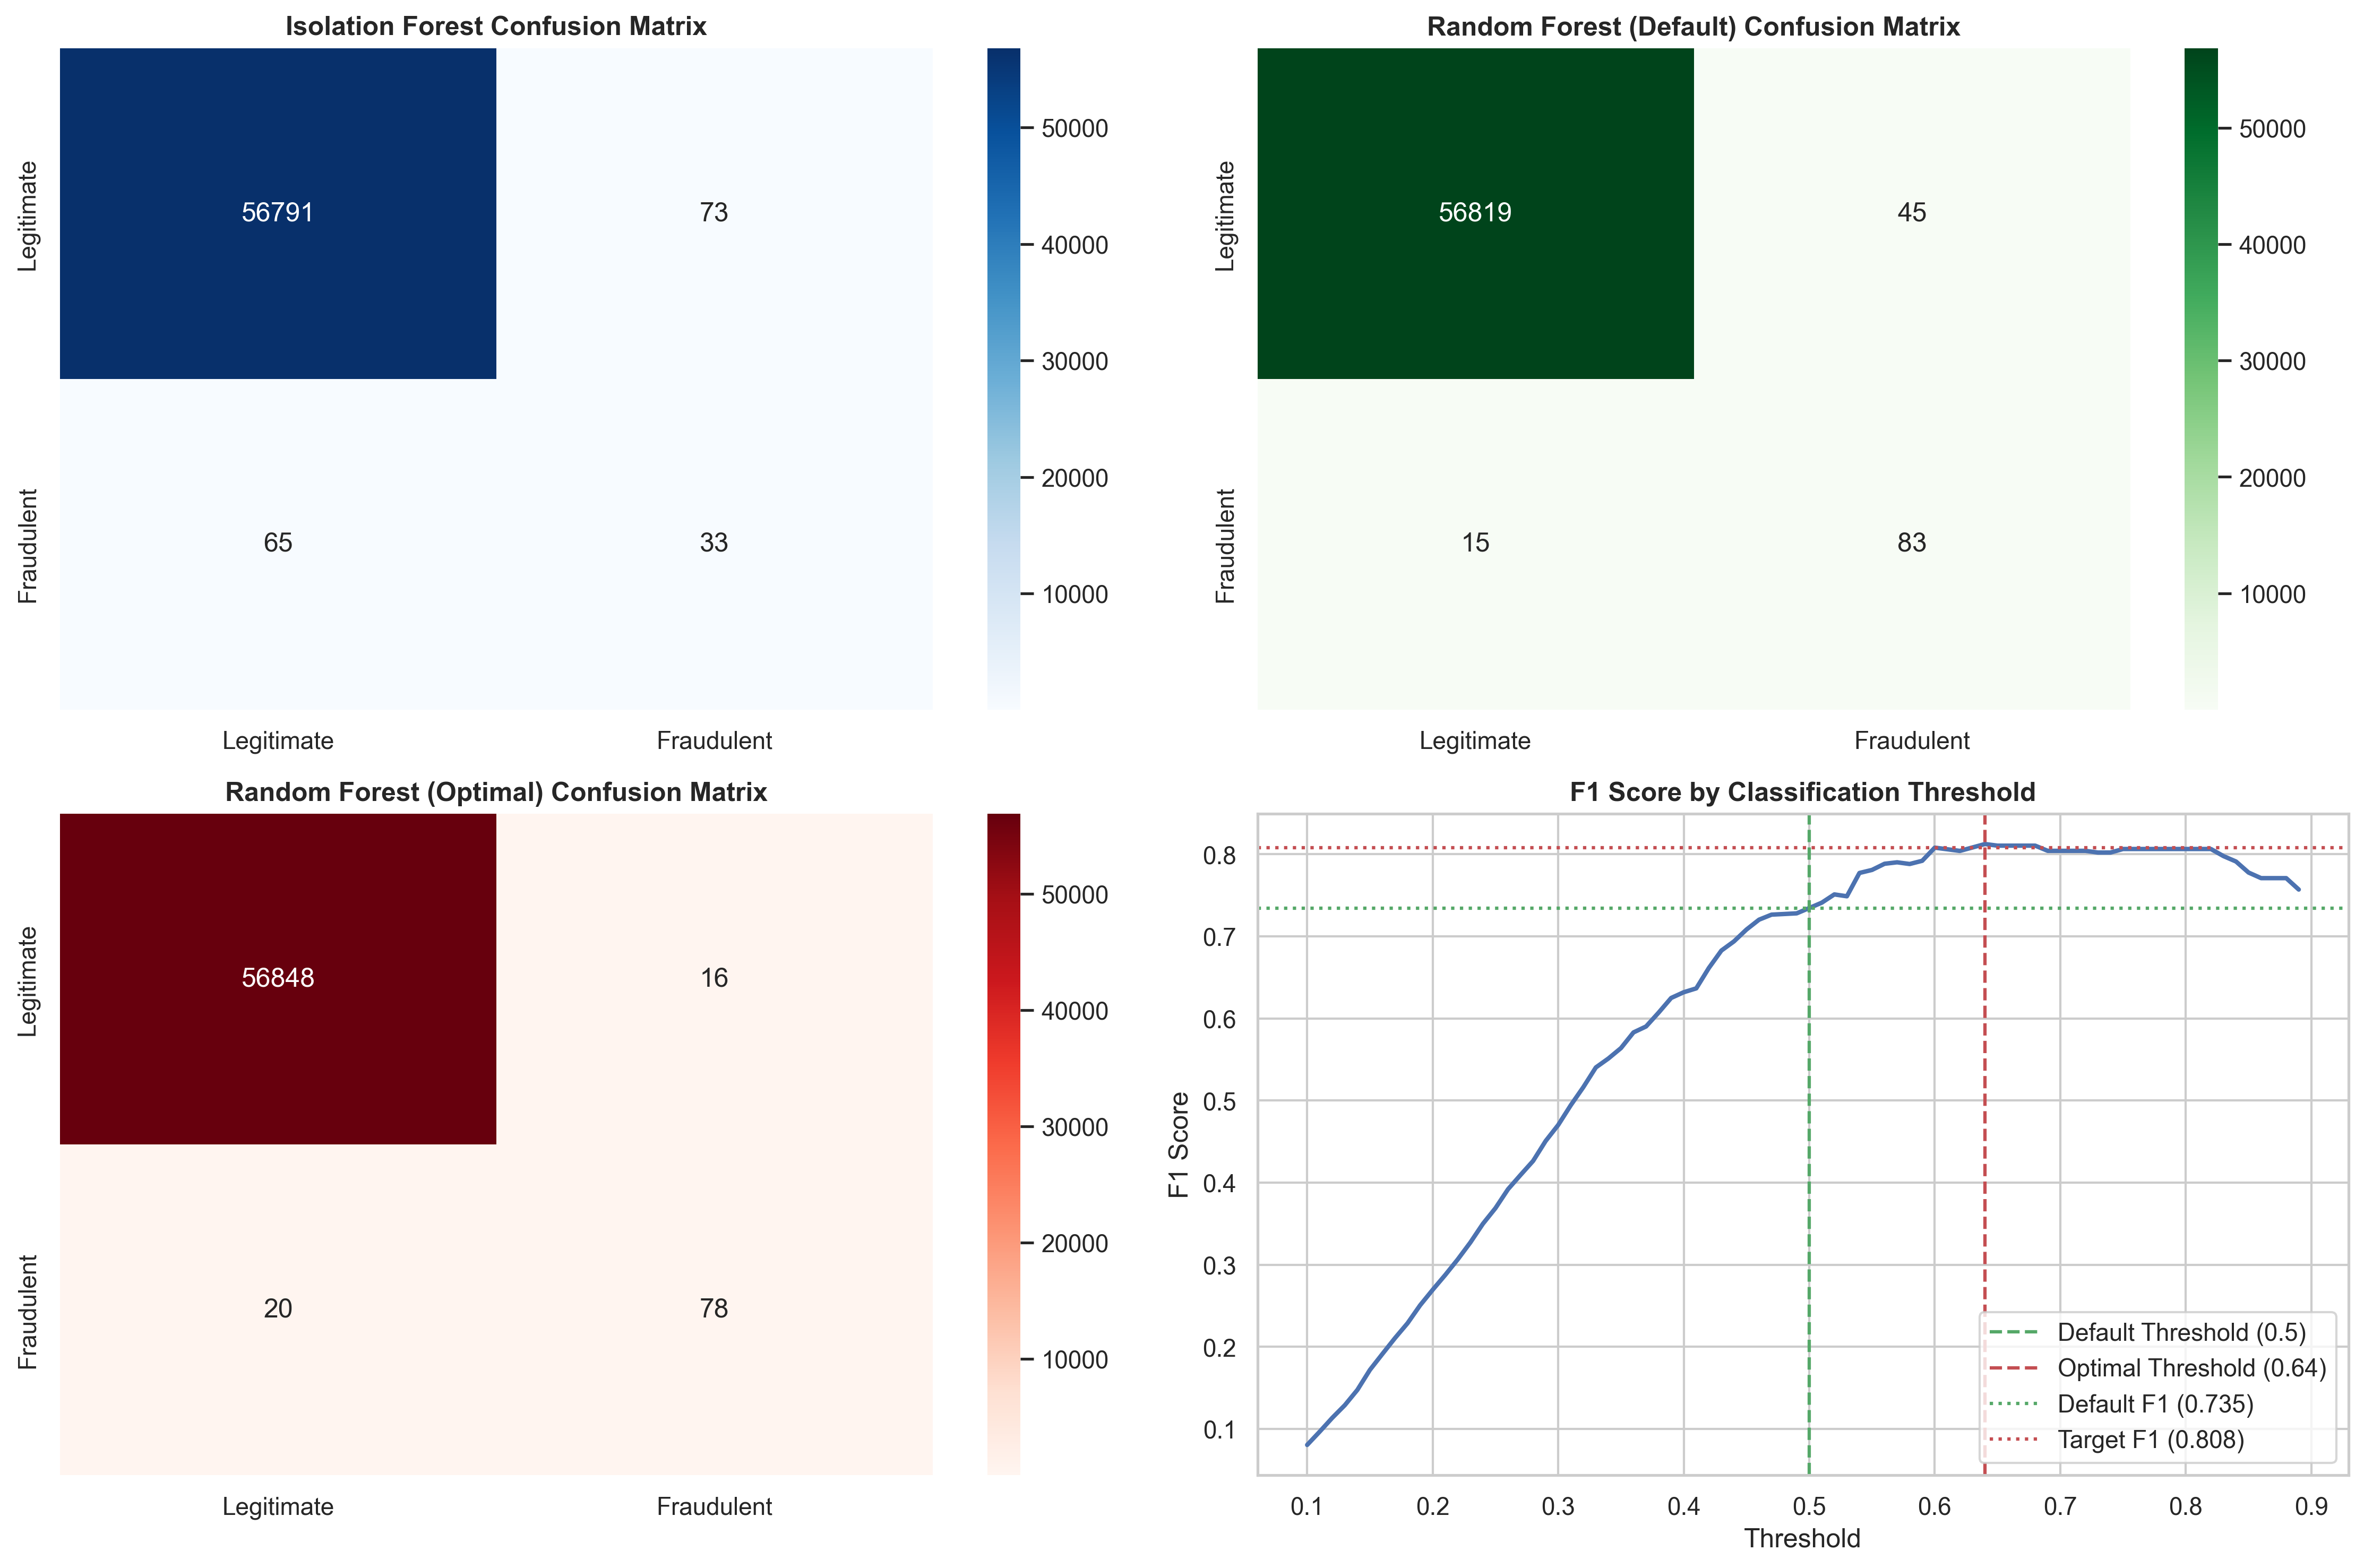 Isolation Forest Confusion Matrix
Legitimate
Fraudulent
56791
73
65
33
Legitimate
Fraudulent
50000
40000
30000
20000
10000
Random Forest (Default) Confusion Matrix
Legitimate
Fraudulent
56819
45
15
83
Legitimate
Fraudulent
50000
40000
30000
20000
10000
Random Forest (Optimal) Confusion Matrix
Legitimate
Fraudulent
56848
16
20
78
Legitimate
Fraudulent
50000
40000
30000
20000
10000
F1 Score by Classification Threshold
F1 Score
0.8
0.7
0.6
0.5
0.4
0.3
0.2
0.1
Default Threshold (0.5)
Optimal Threshold (0.64)
Default F1 (0.735)
Target F1 (0.808)
0.1
0.2
0.3
0.4
0.5
0.6
0.7
0.8
0.9
Threshold